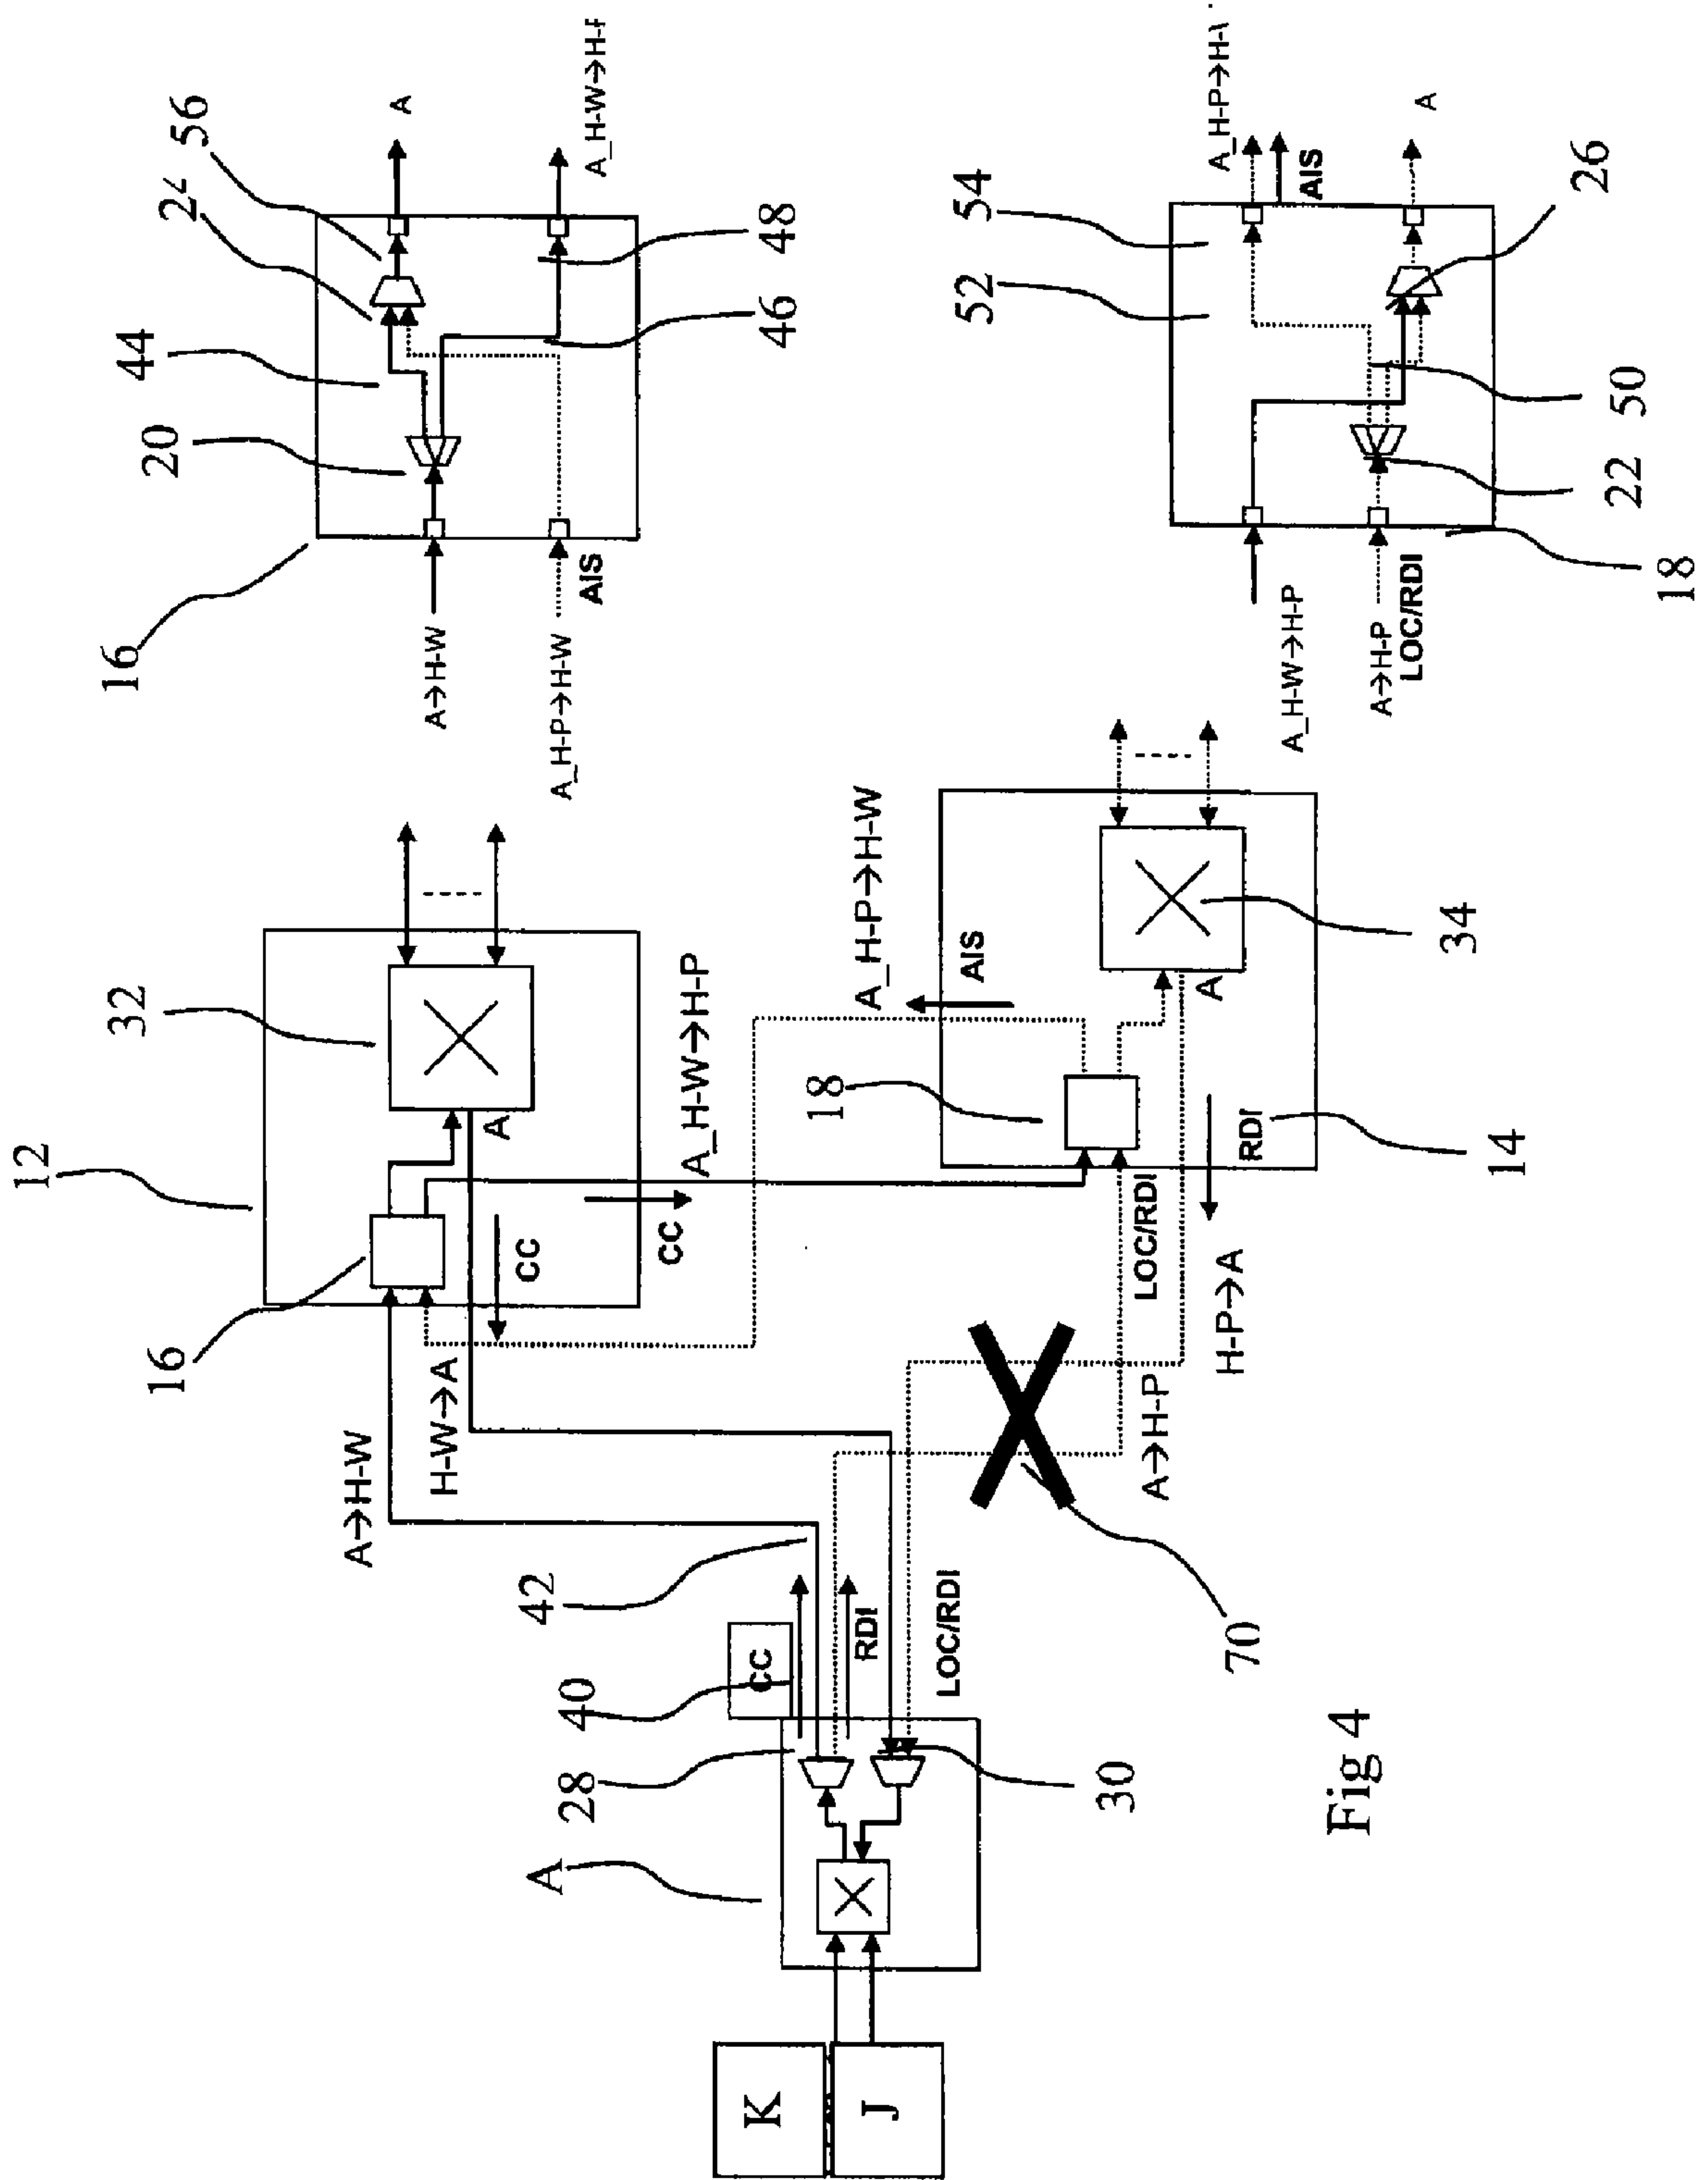 K
J
A
28
40
CC
42
RDI
LOC/RDI
30
70
A→H-W
H-W→A
16
12
32
A
CC
CC
A_H-W→H-P
A→H-P
H-P→A
LOC/RDI
RDI
14
18
AIS
A_H-P→H-W
A
34
16
20
44
24
56
A→H-W
A_H-P→H-W
AIS
46
48
A
A_H-W→H-P
52
54
A_H-W→H-P
A→H-P
LOC/RDI
18
22
50
26
A_H-P→H-
AIS
A
Fig 4